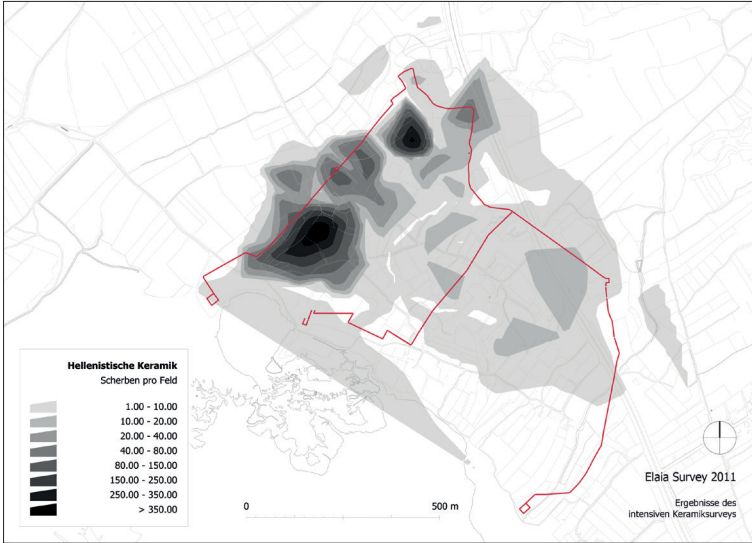 Hellenistische Keramik
Scherben pro Feld
1.00 - 10.00
10.00 - 20.00
20.00 - 40.00
40.00 - 80.00
80.00 - 150.00
150.00 - 250.00
250.00 - 350.00
> 350.00
0
500 m
Elaia Survey 2011
Ergebnisse des
intensiven Keramiksurveys